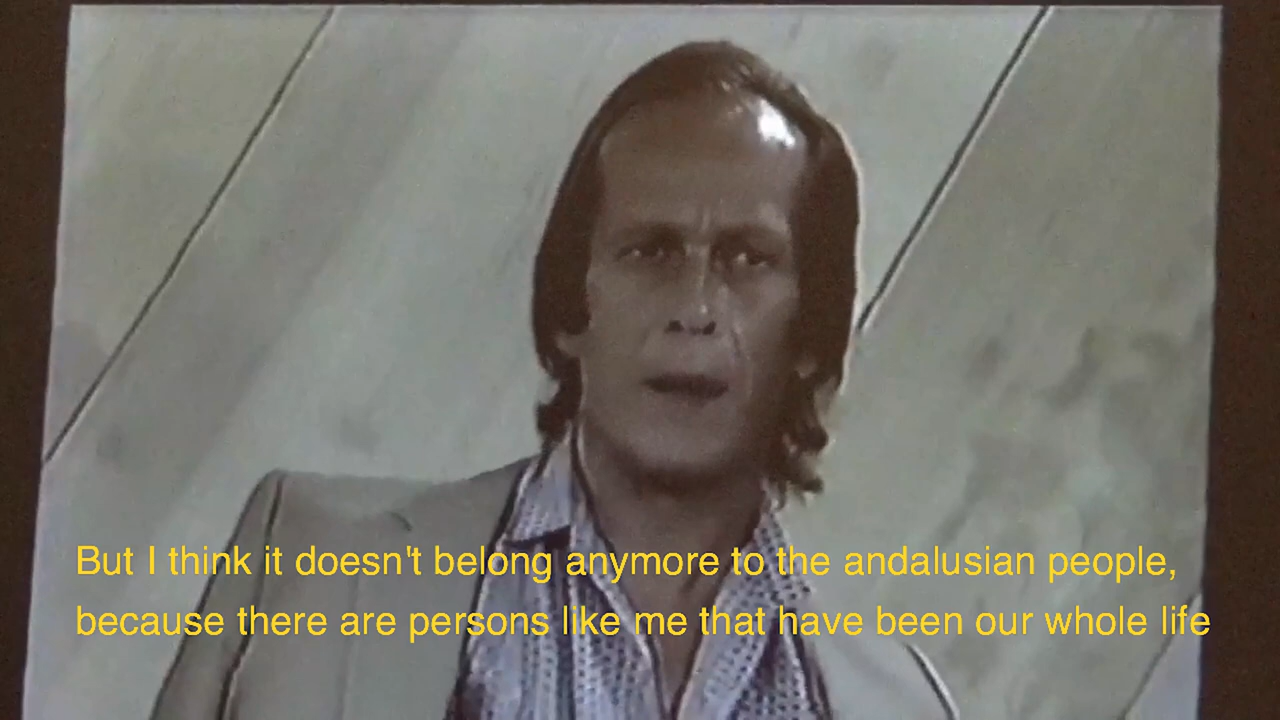 But I think it doesn't belong anymore to the andalusian people,
because there are persons like me that have been our whole life